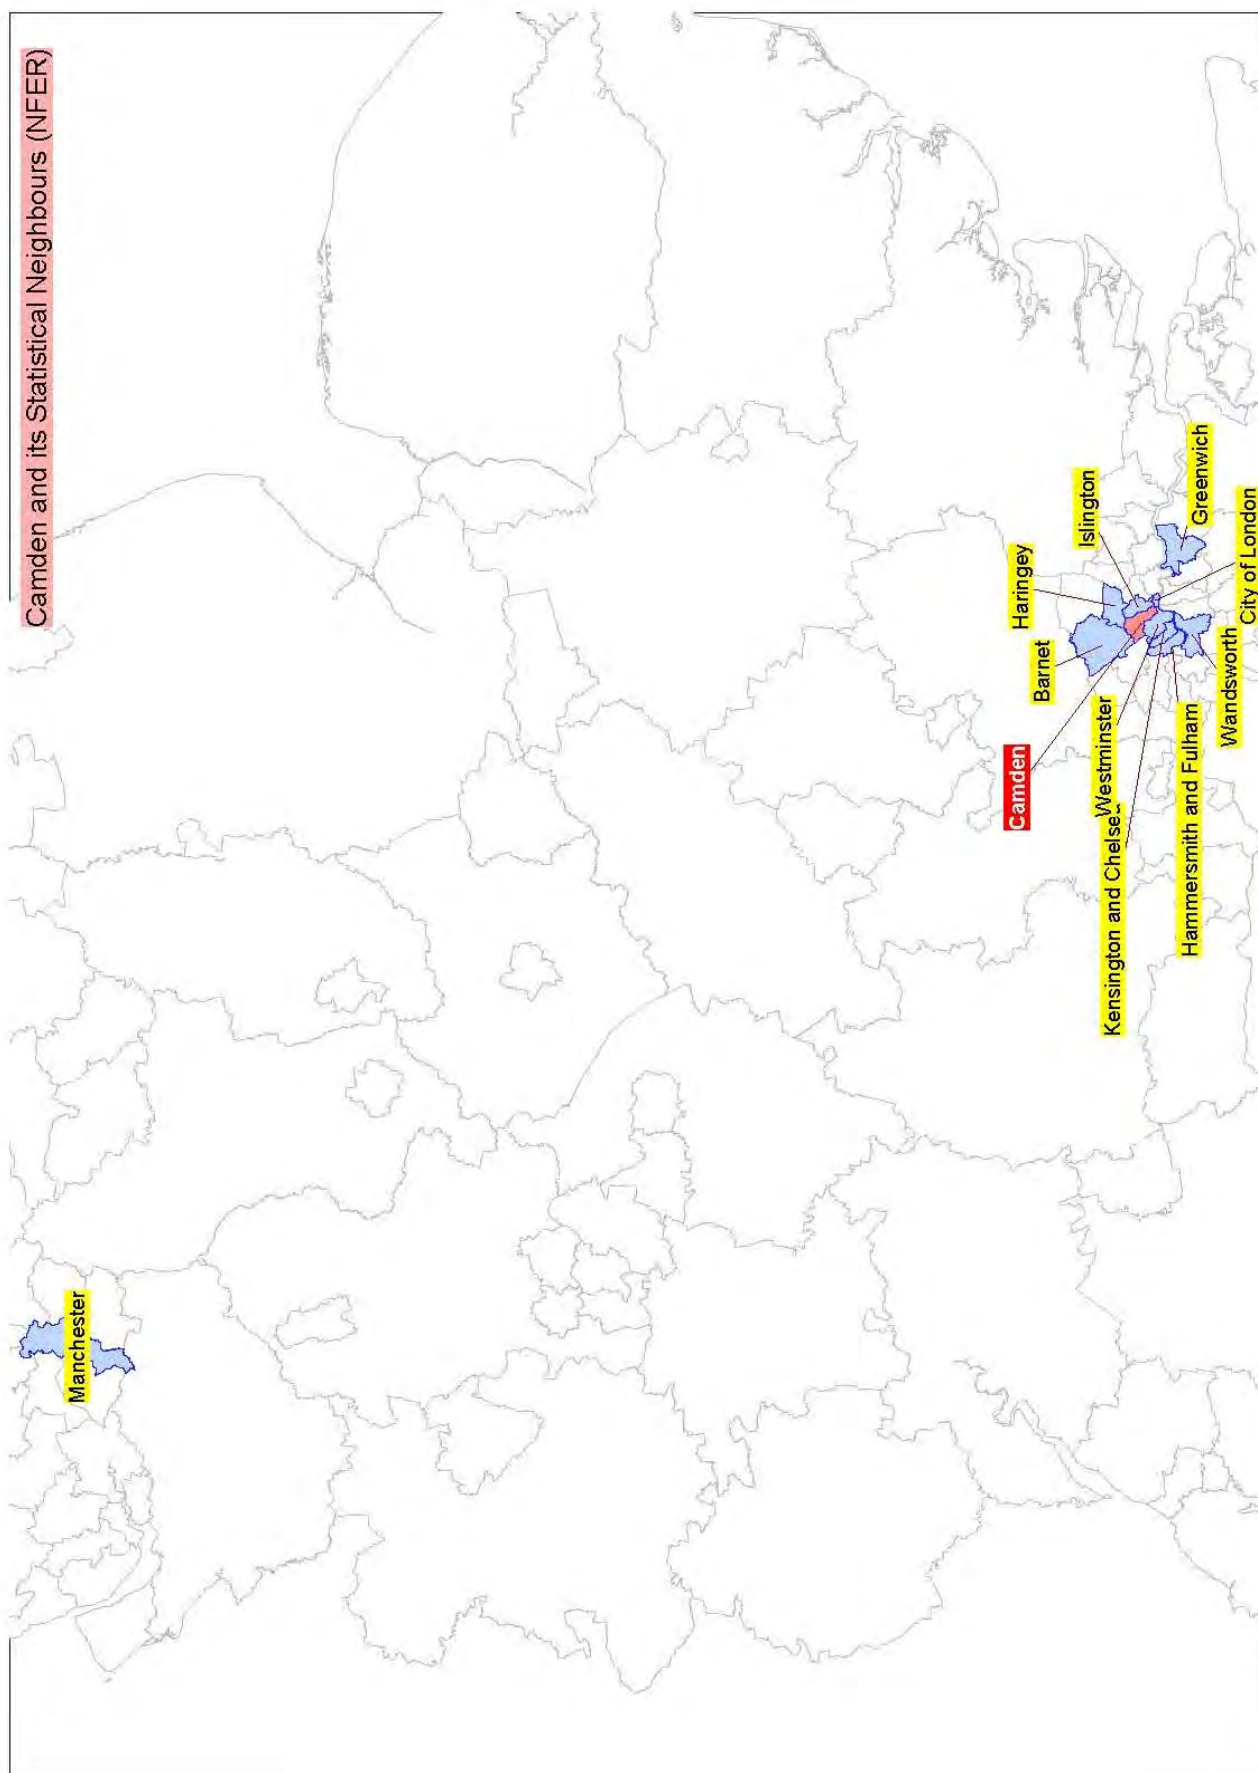 Camden and its Statistical Neighbours (NFER)
Manchester
Camden
Haringey
Barnet
Islington
Westminster
Kensington and Chelsea
Hammersmith and Fulham
Greenwich
Wandsworth
City of London